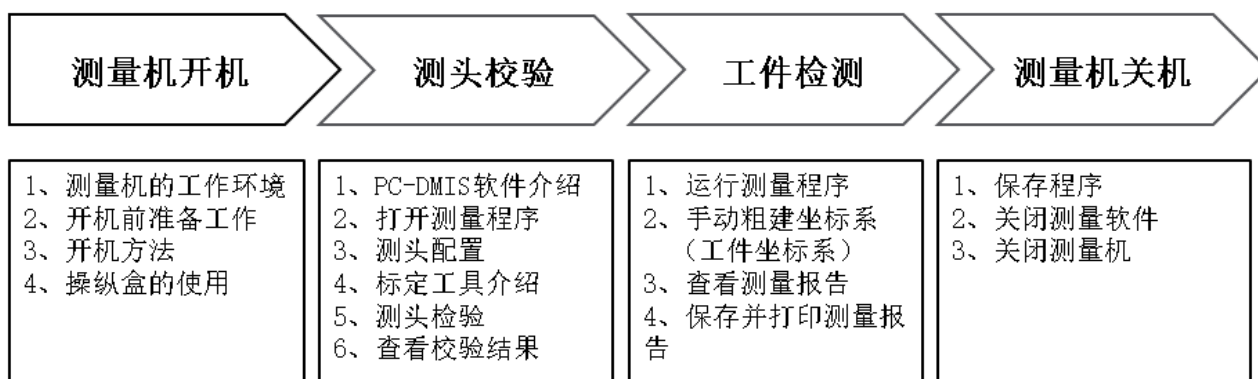 测量机开机
测头校验
工件检测
测量机关机
1、测量机的工作环境
2、开机前准备工作
3、开机方法
4、操纵盒的使用
1、PC-DMIS软件介绍
2、打开测量程序
3、测头配置
4、标定工具介绍
5、测头检验
6、查看校验结果
1、运行测量程序
2、手动粗建坐标系
（工件坐标系）
3、查看测量报告
4、保存并打印测量报
告
1、保存程序
2、关闭测量软件
3、关闭测量机